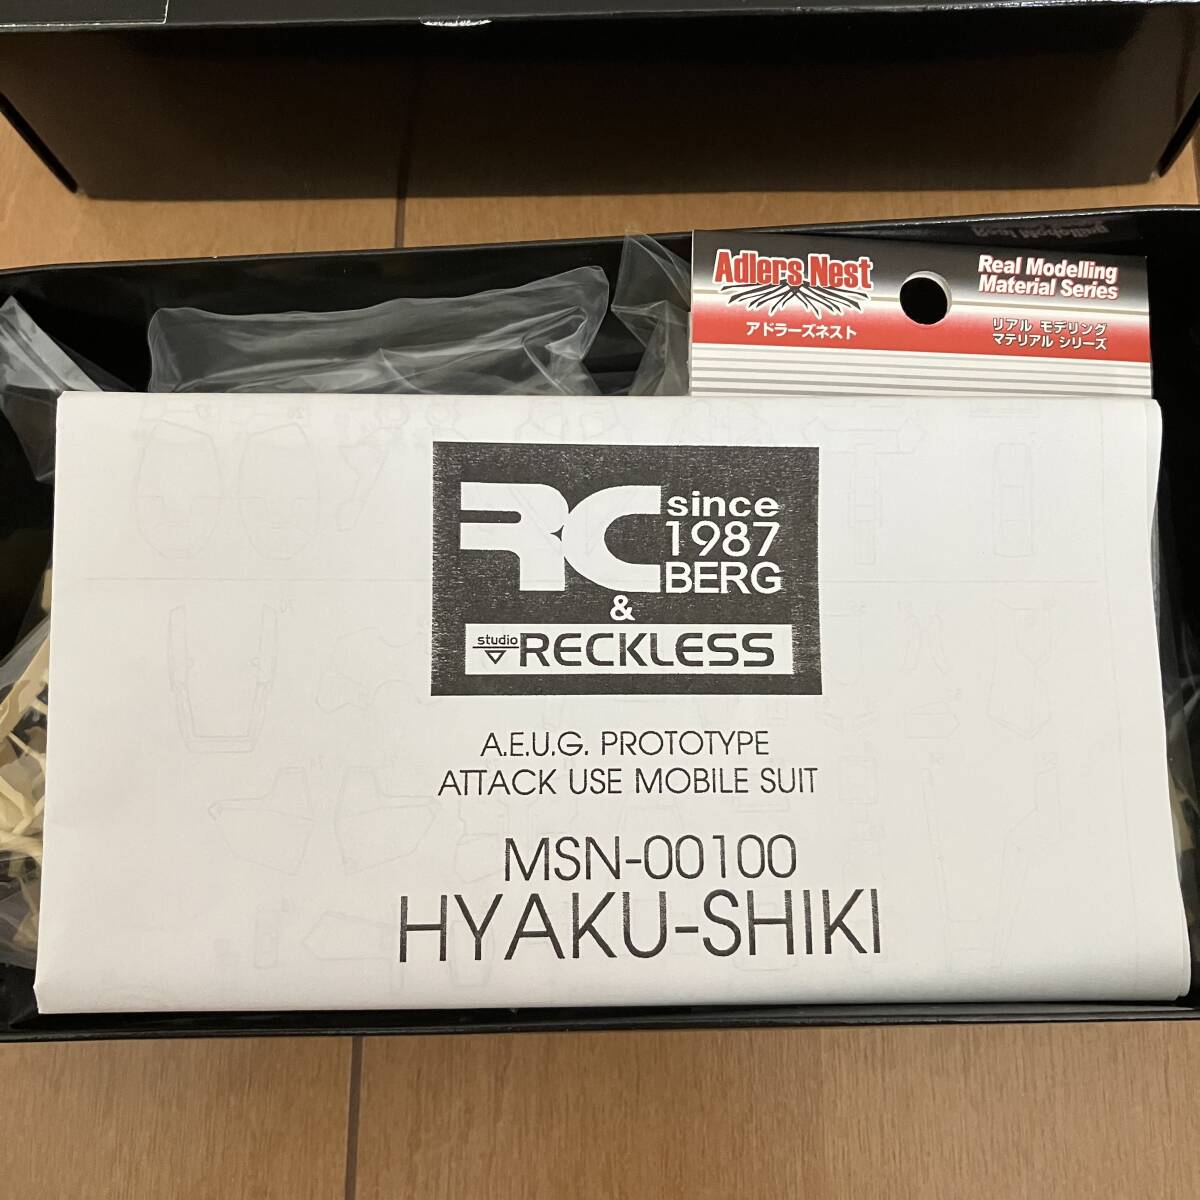 Adlers Nest
アドラーズネスト
Real Modelling
Material Series
リアル モデリング
マテリアル シリーズ
RC since
1987
BERG
&
studio RECKLESS
A.E.U.G. PROTOTYPE
ATTACK USE MOBILE SUIT
MSN-00100
HYAKU-SHIKI